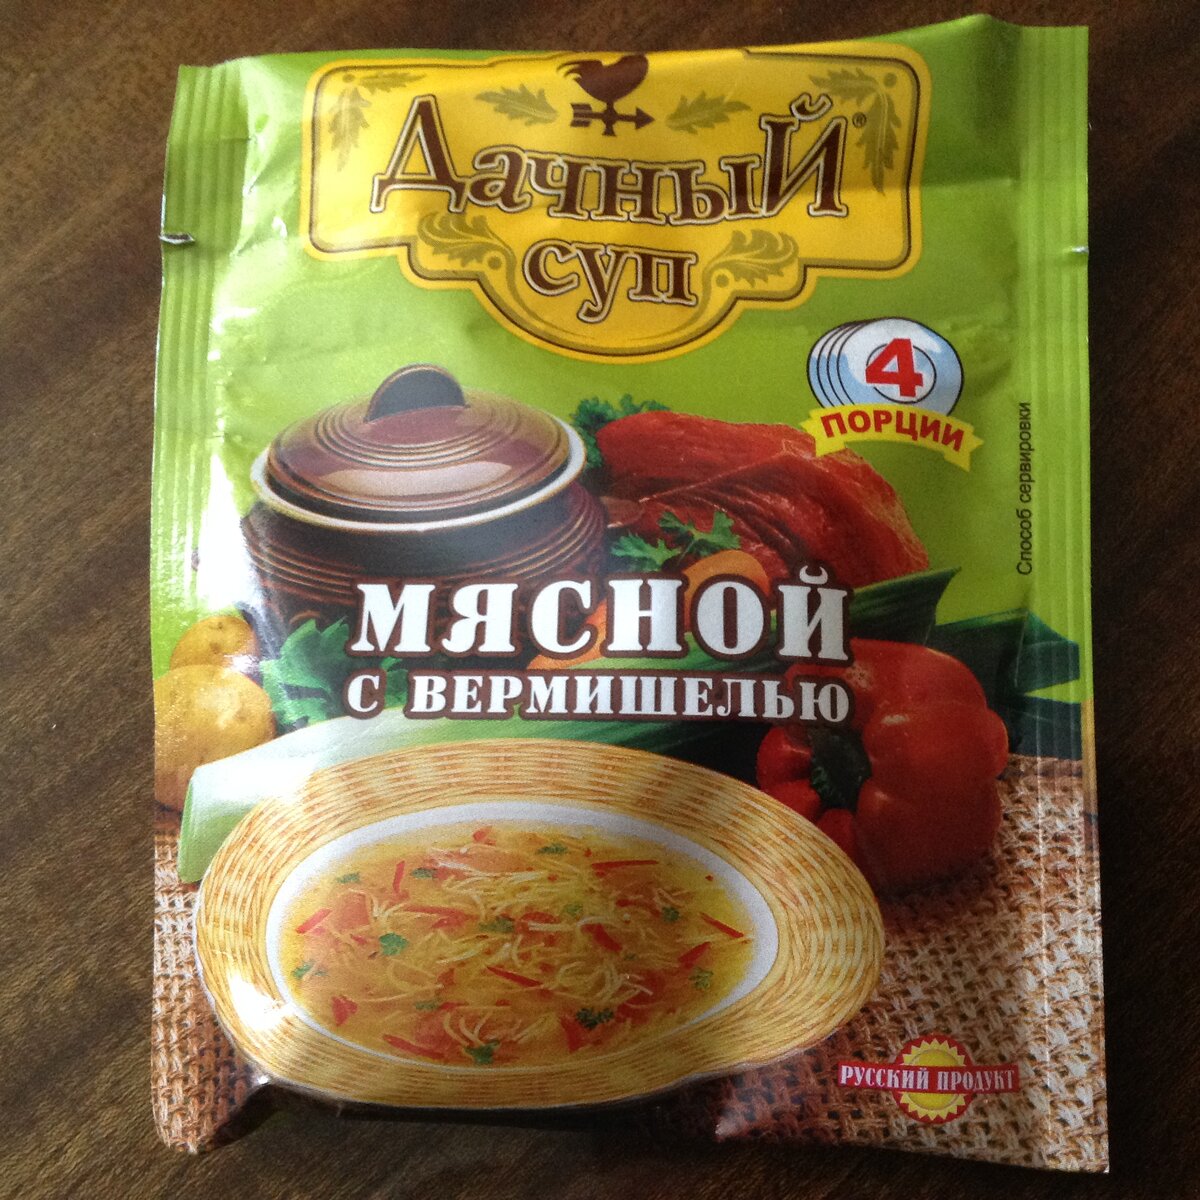 Дачный®
суп
4
ПОРЦИИ
Способ сервировки
МЯСНОЙ
С ВЕРМИШЕЛЬЮ
РУССКИЙ ПРОДУКТ